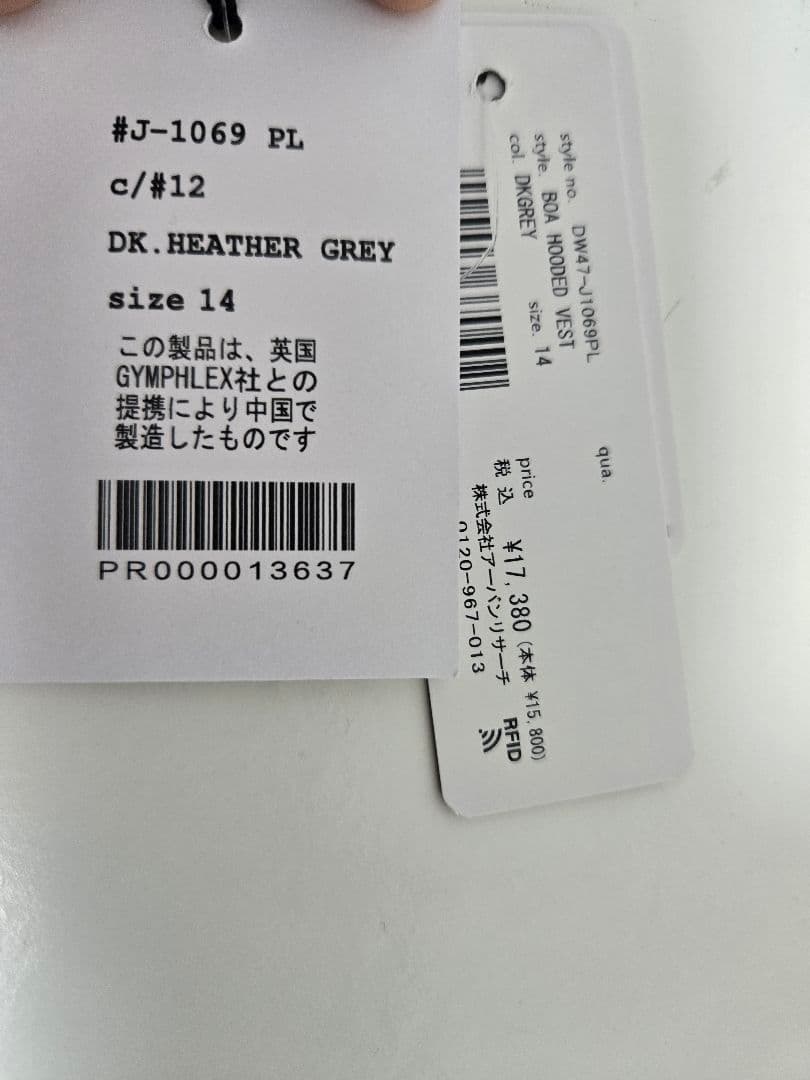 #J-1069 PL
c/#12
DK.HEATHER GREY
size 14
この製品は、英国
GYMPHLEX社との
提携により中国で
製造したものです
PR000013637
style no. DW47-J1069PL
style. BOA HOODED VEST
col. DKGREY size. 14
qua.
price
税込 ¥17,380 (本体 ¥15,800)
株式会社アーバンリサーチ
0120-967-013
RFID